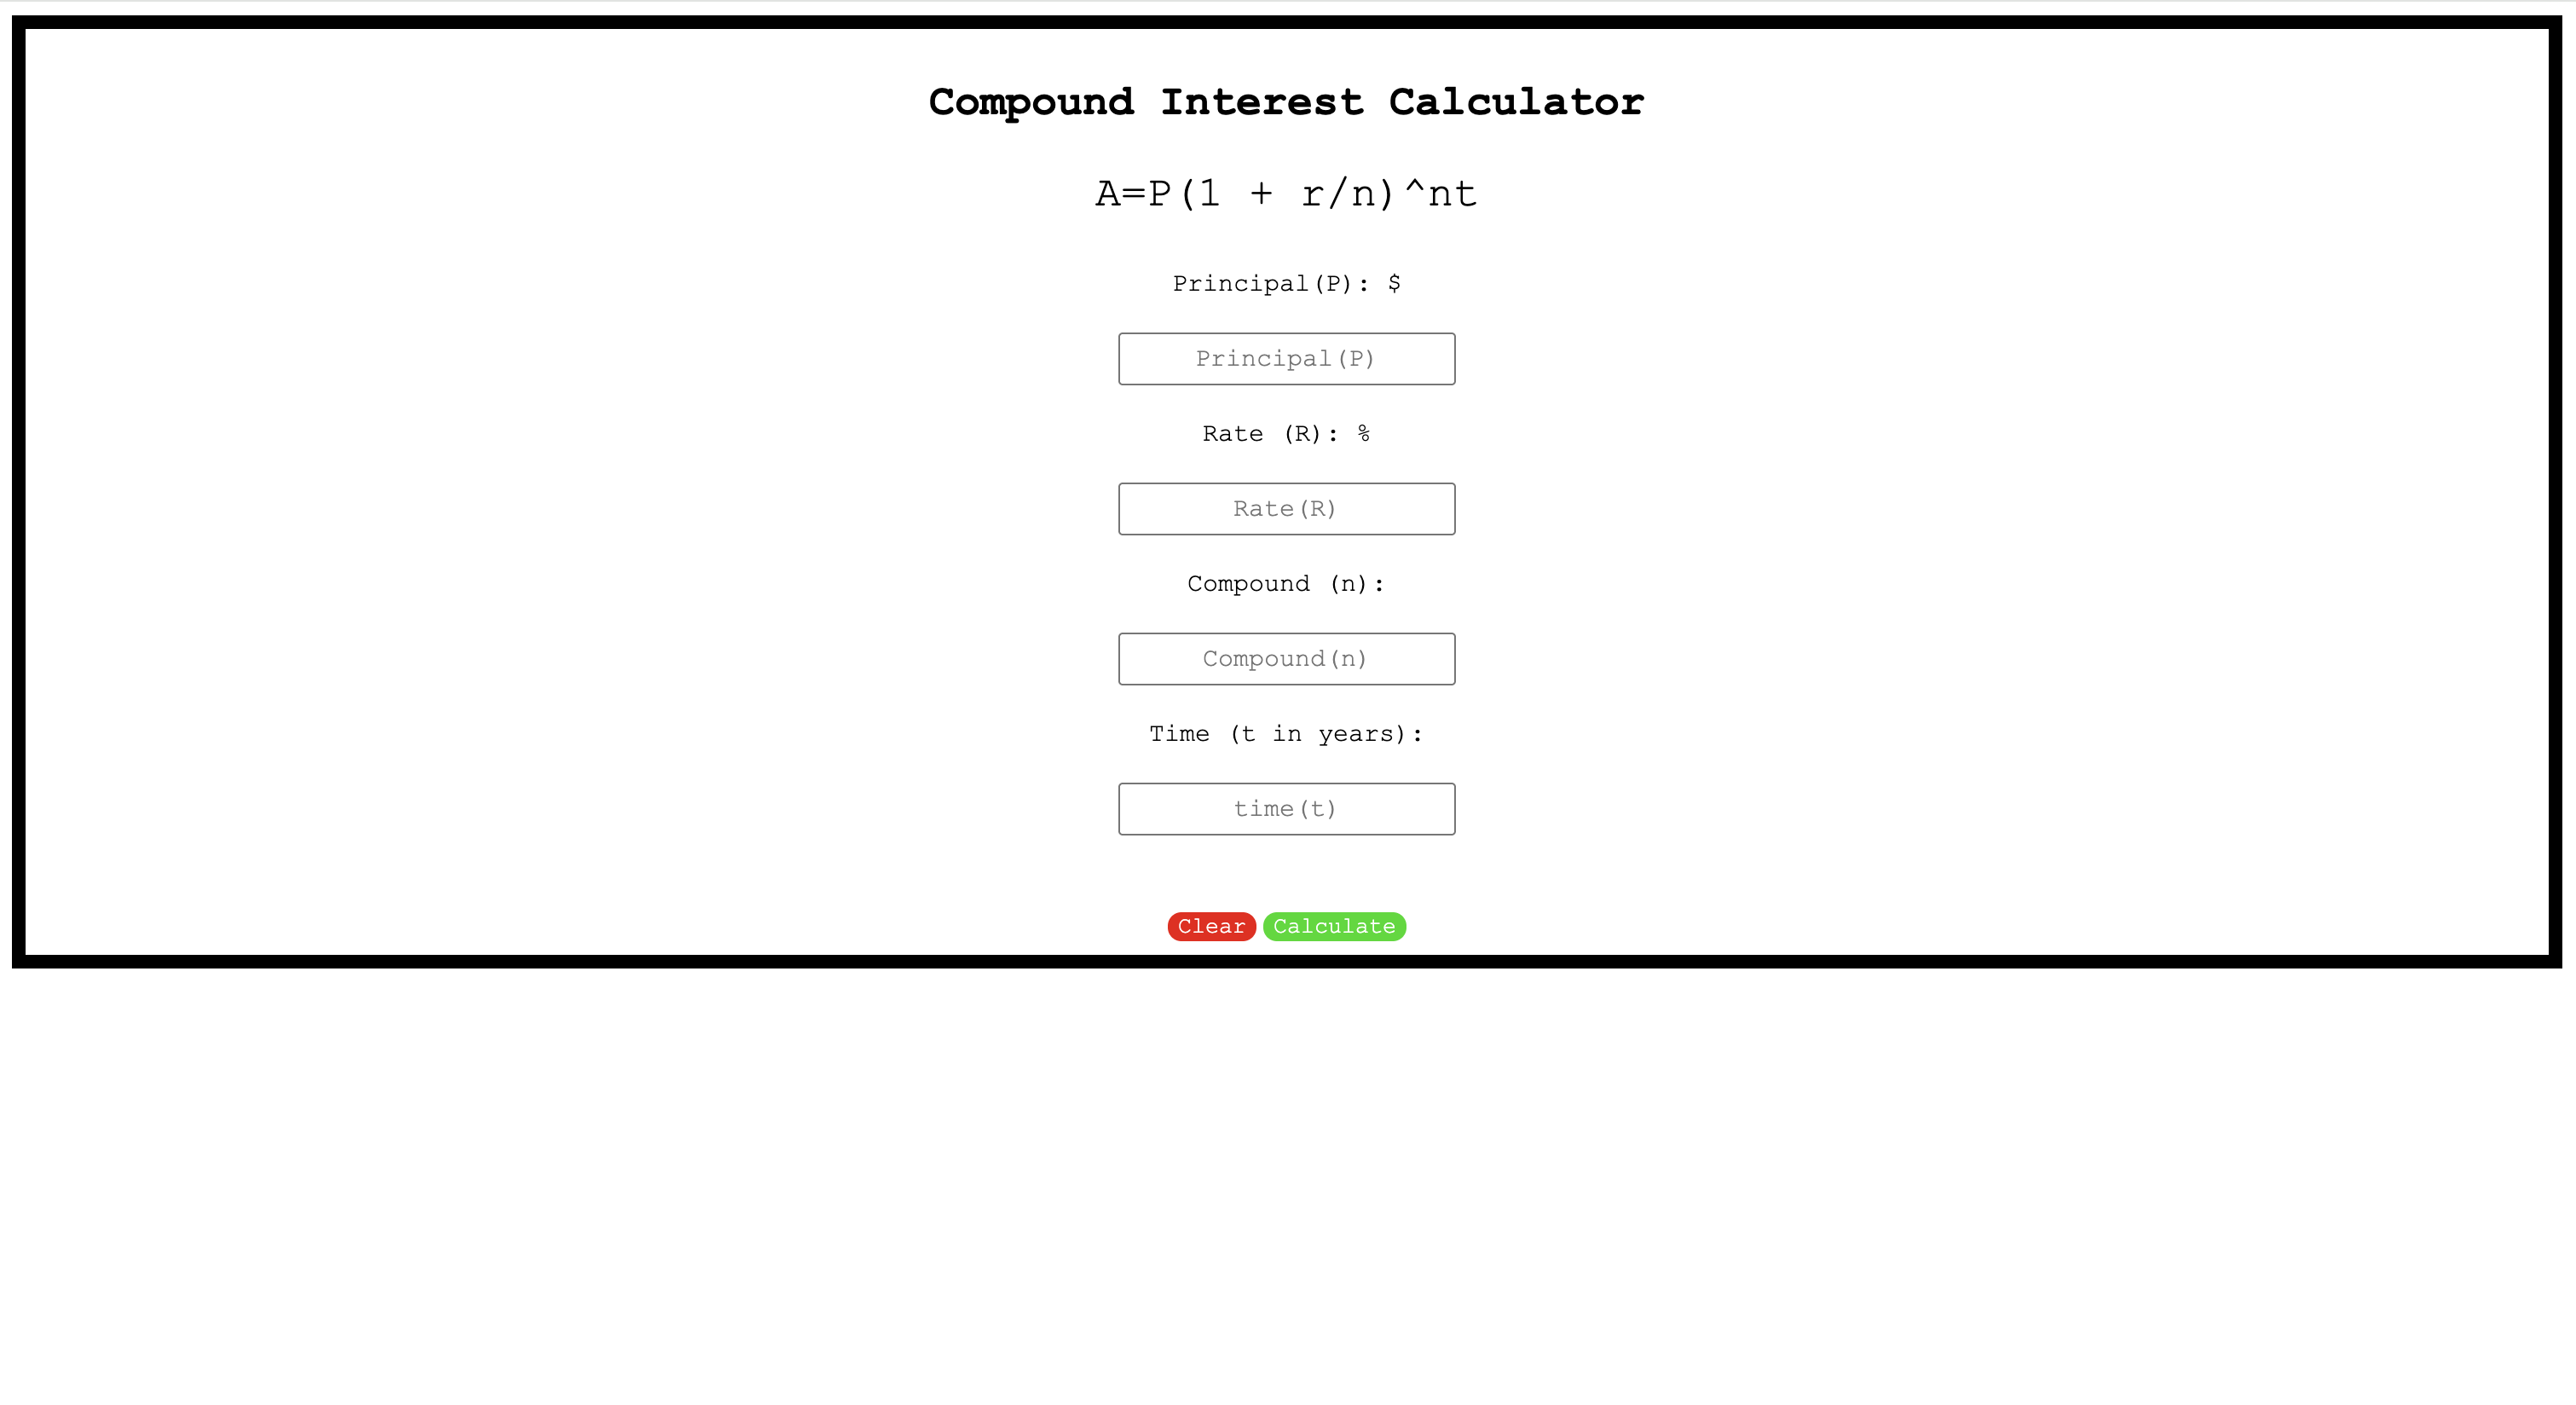 Compound Interest Calculator
A=P(1 + r/n)^nt
Principal(P): $
Principal(P)
Rate (R): %
Rate(R)
Compound (n):
Compound(n)
Time (t in years):
time(t)
Clear Calculate